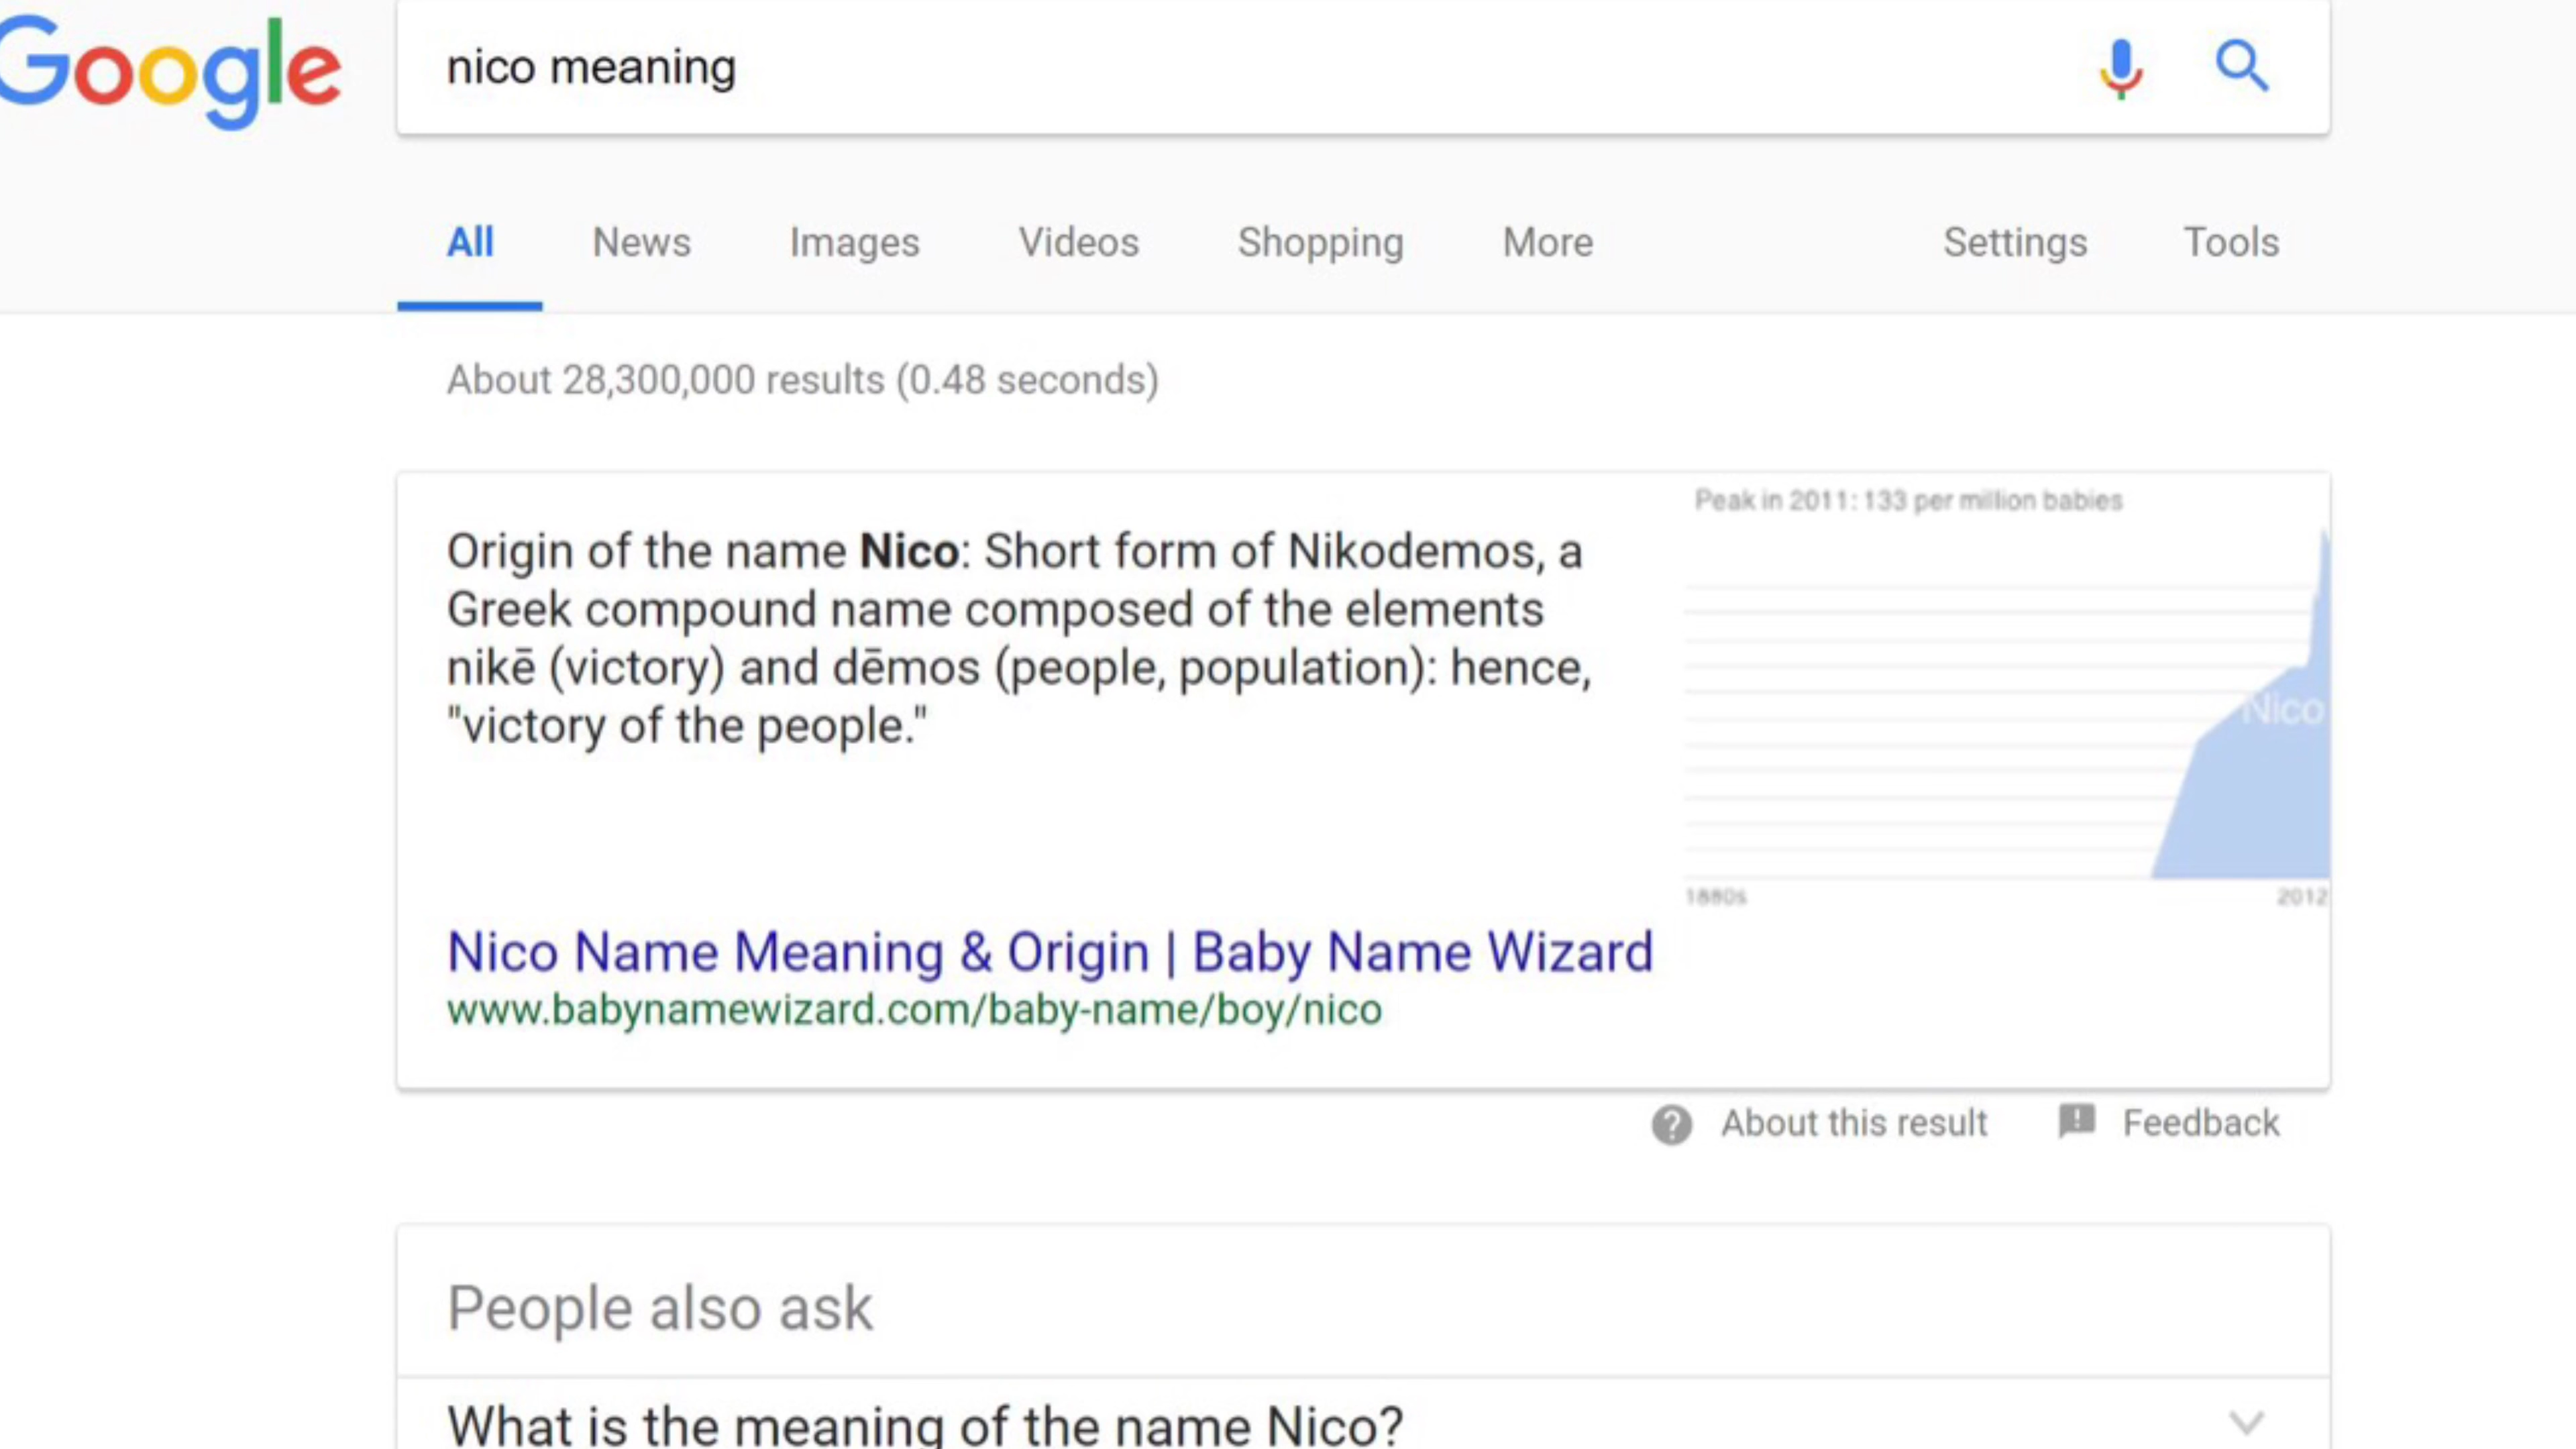 Google
nico meaning
All News Images Videos Shopping More Settings Tools
About 28,300,000 results (0.48 seconds)
Peak in 2011: 133 per million babies
Origin of the name Nico: Short form of Nikodemos, a
Greek compound name composed of the elements
nikē (victory) and dēmos (people, population): hence,
"victory of the people."
Nico
1880s 2012
Nico Name Meaning & Origin | Baby Name Wizard
www.babynamewizard.com/baby-name/boy/nico
About this result Feedback
People also ask
What is the meaning of the name Nico?